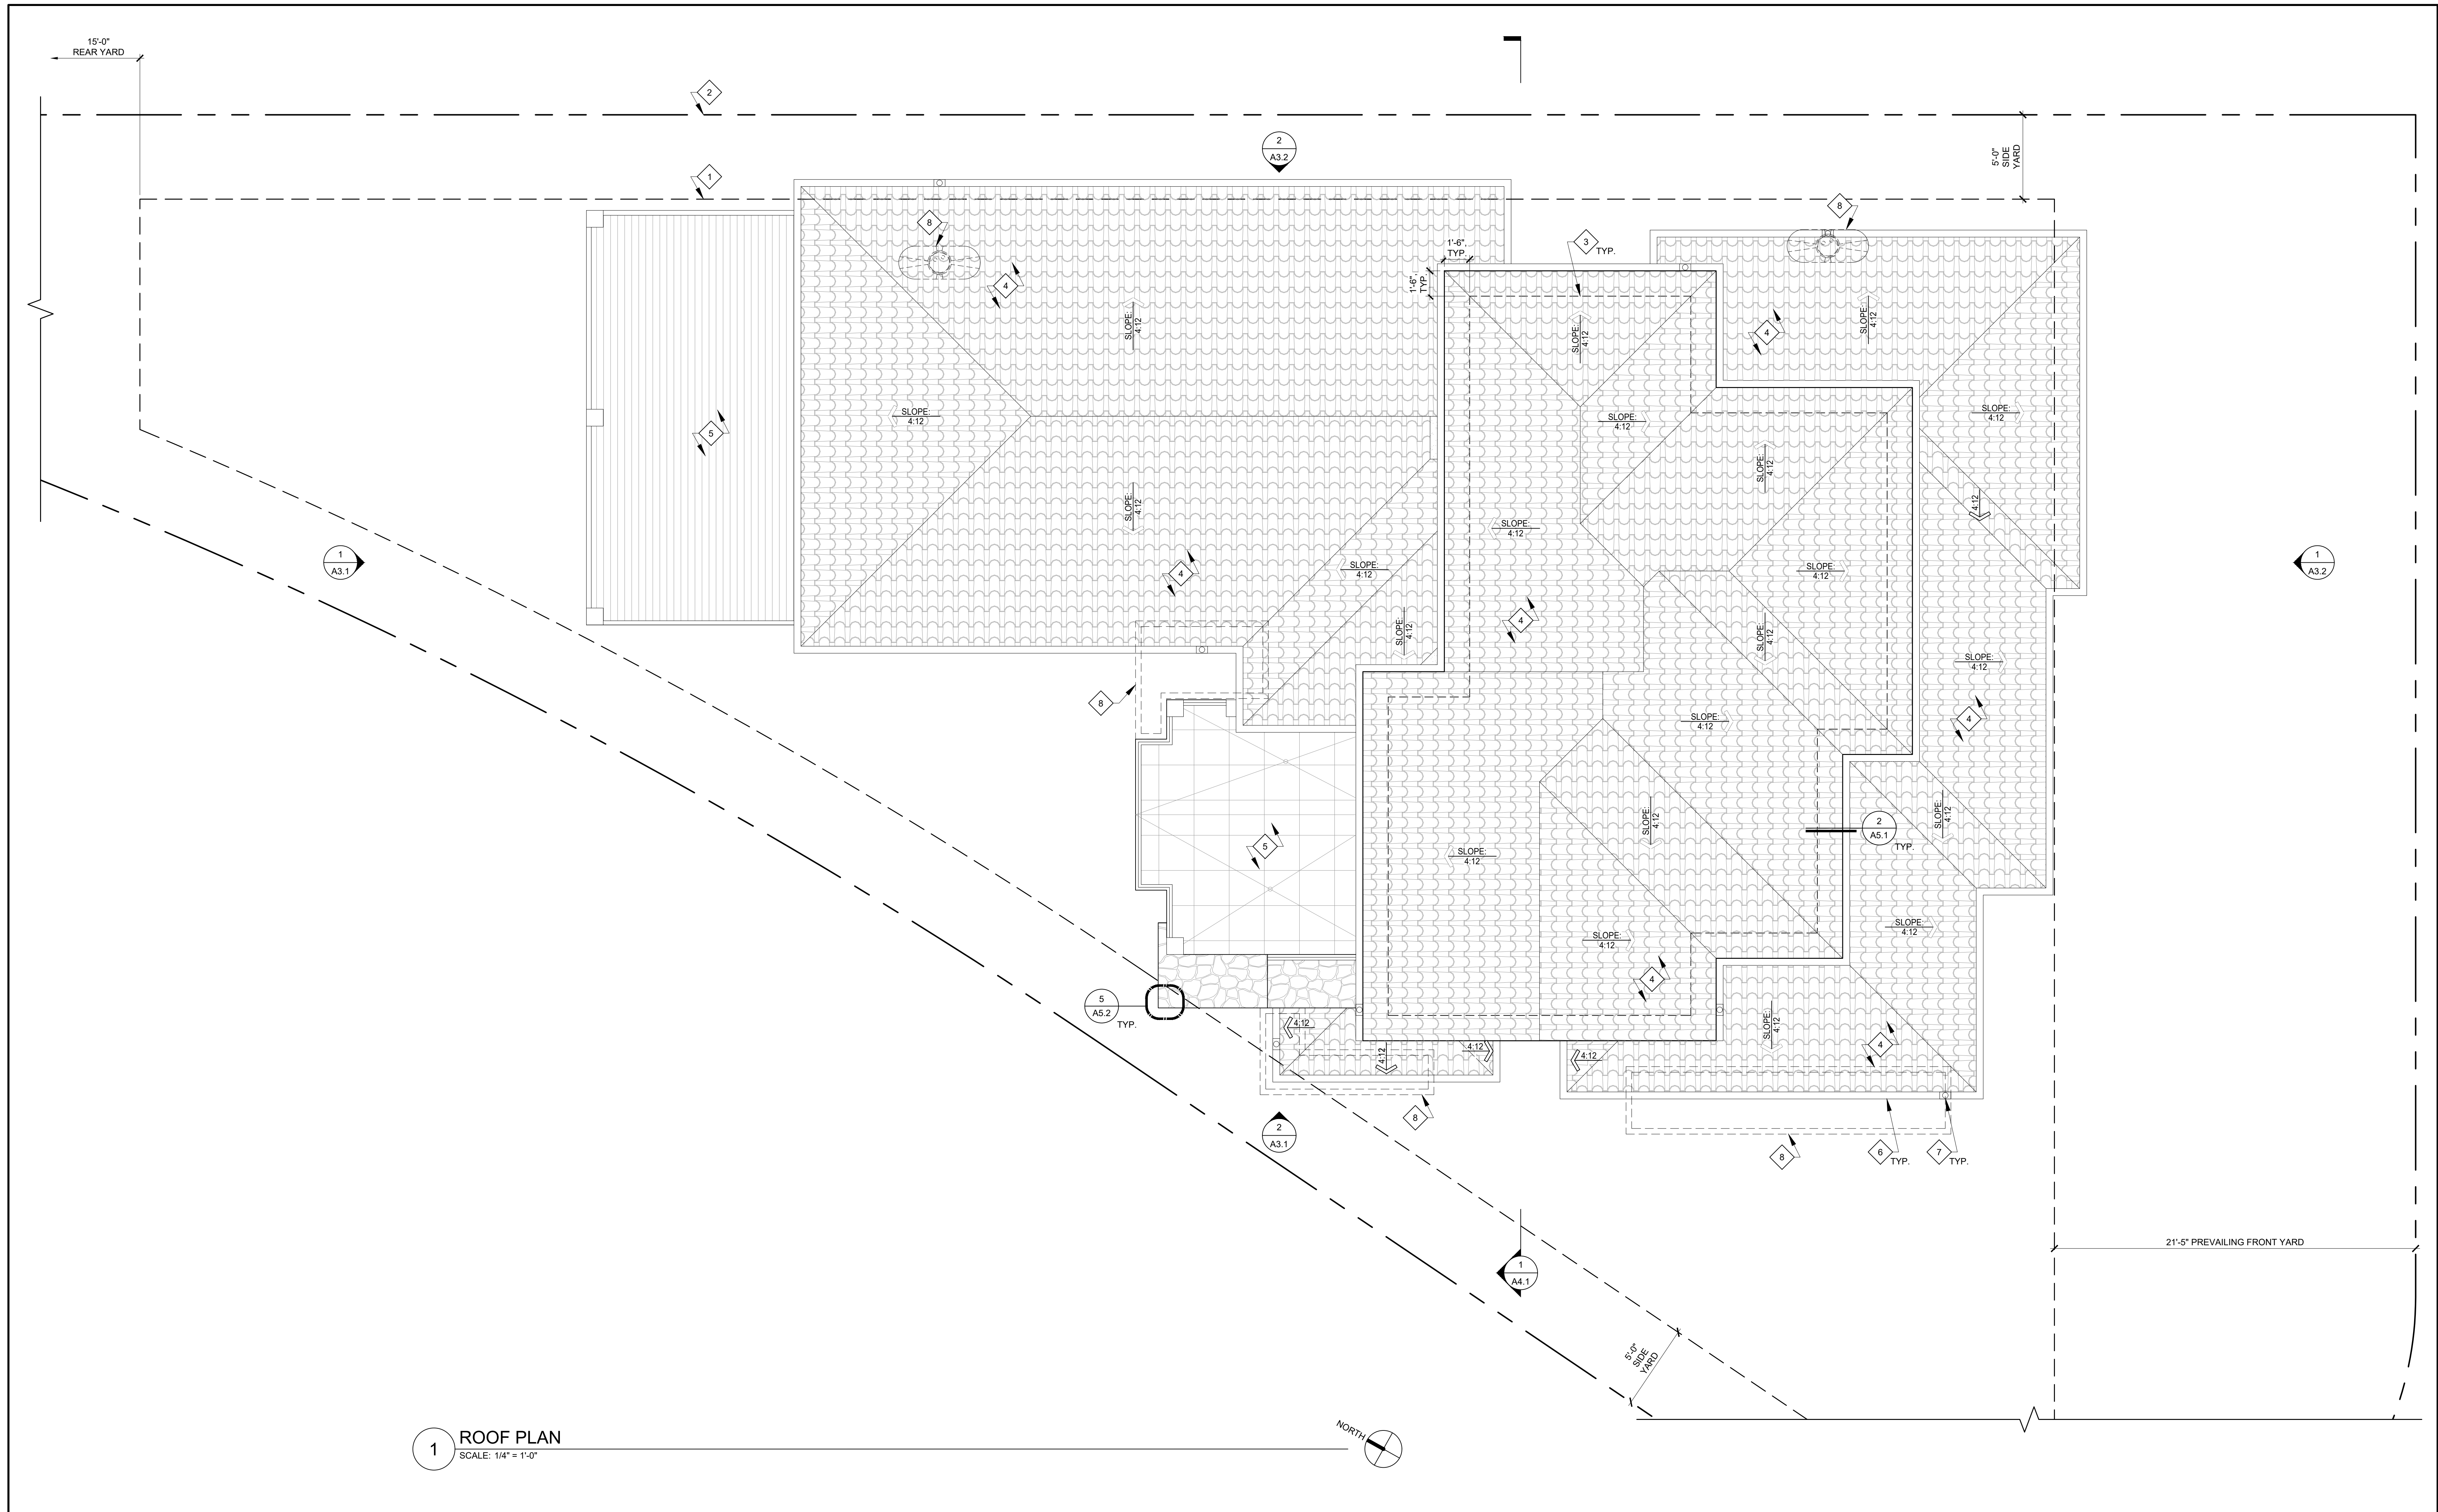 15'-0"
REAR YARD
2
2
A3.2
1
5'-0"
SIDE
YARD
8
8
1'-6",
TYP.
3
TYP.
1'-6",
TYP.
4
SLOPE:
4:12
SLOPE:
4:12
4
SLOPE:
4:12
SLOPE:
4:12
SLOPE:
4:12
SLOPE:
4:12
5
SLOPE:
4:12
SLOPE:
4:12
4:12
SLOPE:
4:12
1
A3.1
4
SLOPE:
4:12
SLOPE:
4:12
1
A3.2
4
SLOPE:
4:12
SLOPE:
4:12
SLOPE:
4:12
8
SLOPE:
4:12
4
SLOPE:
4:12
SLOPE:
4:12
2
A5.1
TYP.
5
SLOPE:
4:12
SLOPE:
4:12
SLOPE:
4:12
4
5
A5.2
TYP.
4:12
4:12
4:12
4:12
SLOPE:
4:12
4
8
2
A3.1
8
6
TYP.
7
TYP.
21'-5" PREVAILING FRONT YARD
1
A4.1
5'-0"
SIDE
YARD
1
ROOF PLAN
SCALE: 1/4" = 1'-0"
NORTH